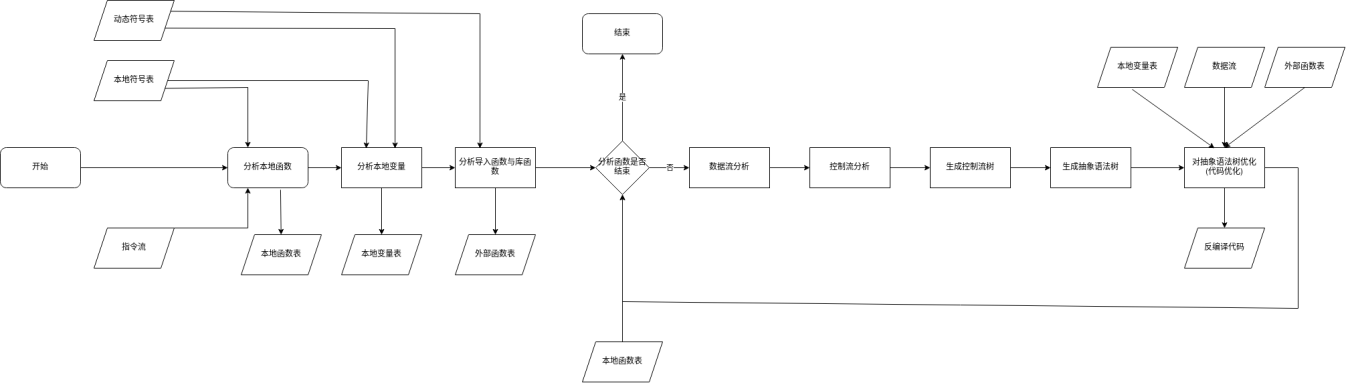 动态符号表
本地符号表
开始
分析本地函数
分析本地变量
分析导入函数与库函
数
指令流
本地函数表
本地变量表
外部函数表
结束
是
分析函数是否
结束
否
本地函数表
数据流分析
控制流分析
生成控制流树
生成抽象语法树
本地变量表
数据流
外部函数表
对抽象语法树优化
(代码优化)
反编译代码